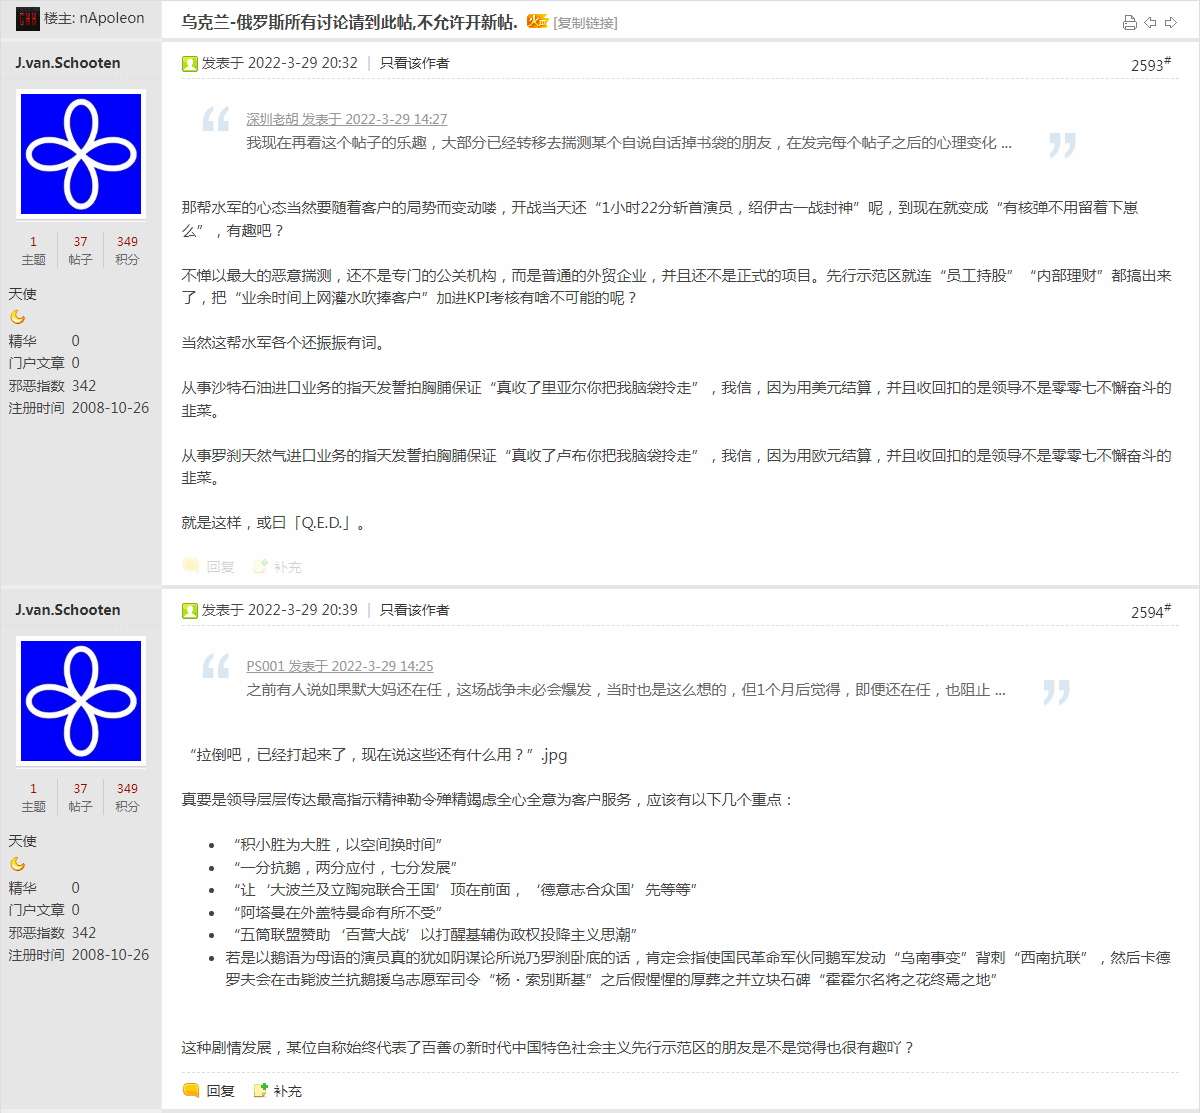 楼主: nApoleon
乌克兰-俄罗斯所有讨论请到此帖,不允许开新帖. 火 [复制链接]
J.van.Schooten
发表于 2022-3-29 20:32 | 只看该作者
2593#
深圳老胡 发表于 2022-3-29 14:27
我现在再看这个帖子的乐趣，大部分已经转移去揣测某个自说自话掉书袋的朋友，在发完每个帖子之后的心理变化 ...
那帮水军的心态当然要随着客户的局势而变动喽，开战当天还“1小时22分斩首演员，绍伊古一战封神”呢，到现在就变成“有核弹不用留着下崽
么”，有趣吧？
不惮以最大的恶意揣测，还不是专门的公关机构，而是普通的外贸企业，并且还不是正式的项目。先行示范区就连“员工持股”“内部理财”都搞出来
了，把“业余时间上网灌水吹捧客户”加进KPI考核有啥不可能的呢？
当然这帮水军各个还振振有词。
从事沙特石油进口业务的指天发誓拍胸脯保证“真收了里亚尔你把我脑袋拎走”，我信，因为用美元结算，并且收回扣的是领导不是零零七不懈奋斗的
韭菜。
从事罗刹天然气进口业务的指天发誓拍胸脯保证“真收了卢布你把我脑袋拎走”，我信，因为用欧元结算，并且收回扣的是领导不是零零七不懈奋斗的
韭菜。
就是这样，或曰「Q.E.D.」。
回复 补充
1 37 349
主题 帖子 积分
天使
精华 0
门户文章 0
邪恶指数 342
注册时间 2008-10-26
J.van.Schooten
发表于 2022-3-29 20:39 | 只看该作者
2594#
PS001 发表于 2022-3-29 14:25
之前有人说如果默大妈还在任，这场战争未必会爆发，当时也是这么想的，但1个月后觉得，即便还在任，也阻止 ...
“拉倒吧，已经打起来了，现在说这些还有什么用？”.jpg
真要是领导层层传达最高指示精神勒令殚精竭虑全心全意为客户服务，应该有以下几个重点：
• “积小胜为大胜，以空间换时间”
• “一分抗鹅，两分应付，七分发展”
• “让‘大波兰及立陶宛联合王国’顶在前面，‘德意志合众国’先等等”
• “阿塔曼在外盖特曼命有所不受”
• “五筒联盟赞助‘百营大战’以打醒基辅伪政权投降主义思潮”
• 若是以鹅语为母语的演员真的犹如阴谋论所说乃罗刹卧底的话，肯定会指使国民革命军伙同鹅军发动“乌南事变”背刺“西南抗联”，然后卡德
罗夫会在击毙波兰抗鹅援乌志愿军司令“杨·索别斯基”之后假惺惺的厚葬之并立块石碑“霍霍尔名将之花终焉之地”
这种剧情发展，某位自称始终代表了百善の新时代中国特色社会主义先行示范区的朋友是不是觉得也很有趣吖？
回复 补充
1 37 349
主题 帖子 积分
天使
精华 0
门户文章 0
邪恶指数 342
注册时间 2008-10-26